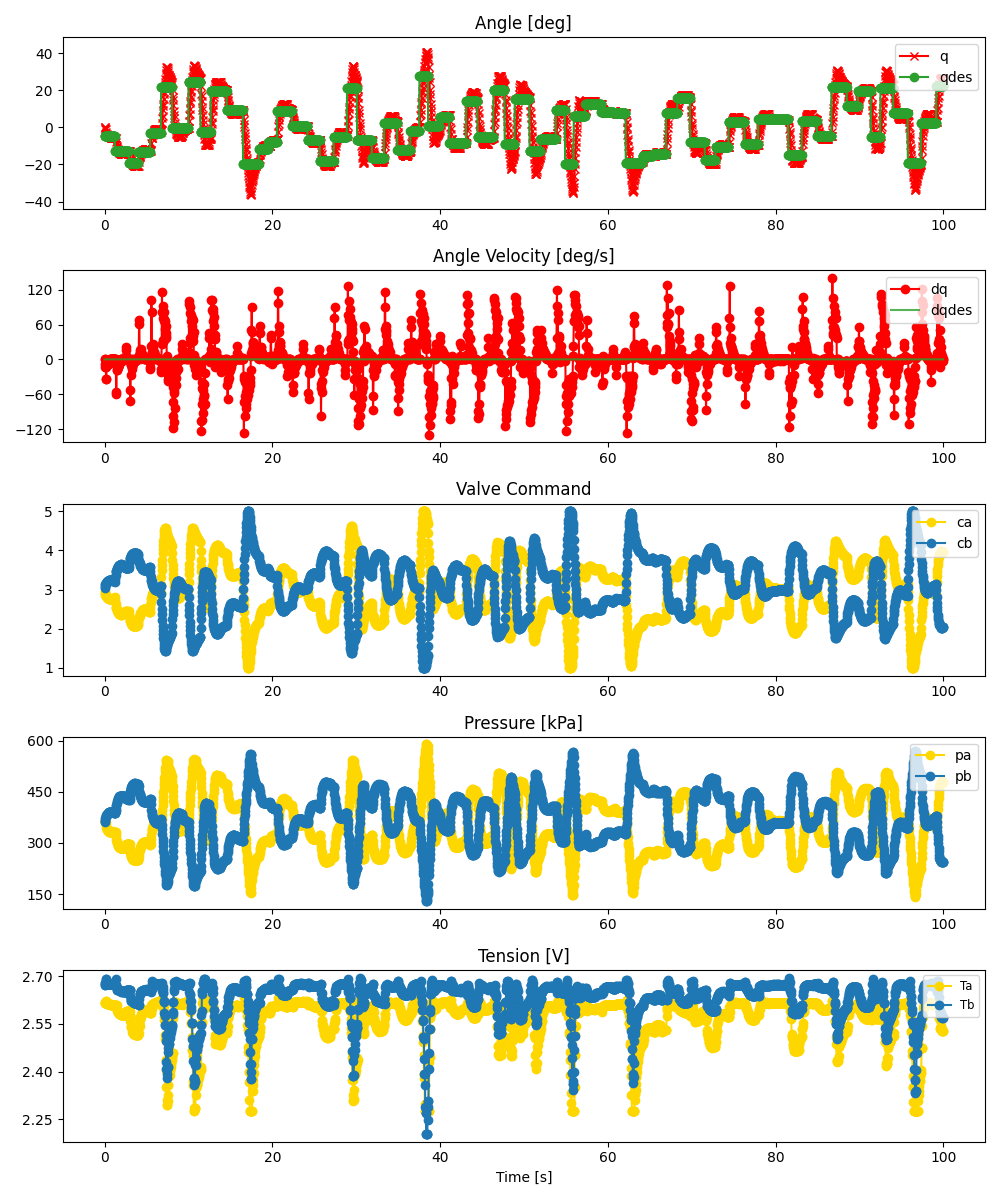 Angle [deg]
40
20
0
−20
−40
q
qdes
0 20 40 60 80 100
Angle Velocity [deg/s]
120
60
0
−60
−120
dq
dqdes
0 20 40 60 80 100
Valve Command
5
4
3
2
1
ca
cb
0 20 40 60 80 100
Pressure [kPa]
600
450
300
150
pa
pb
0 20 40 60 80 100
Tension [V]
2.70
2.55
2.40
2.25
Ta
Tb
0 20 40 60 80 100
Time [s]